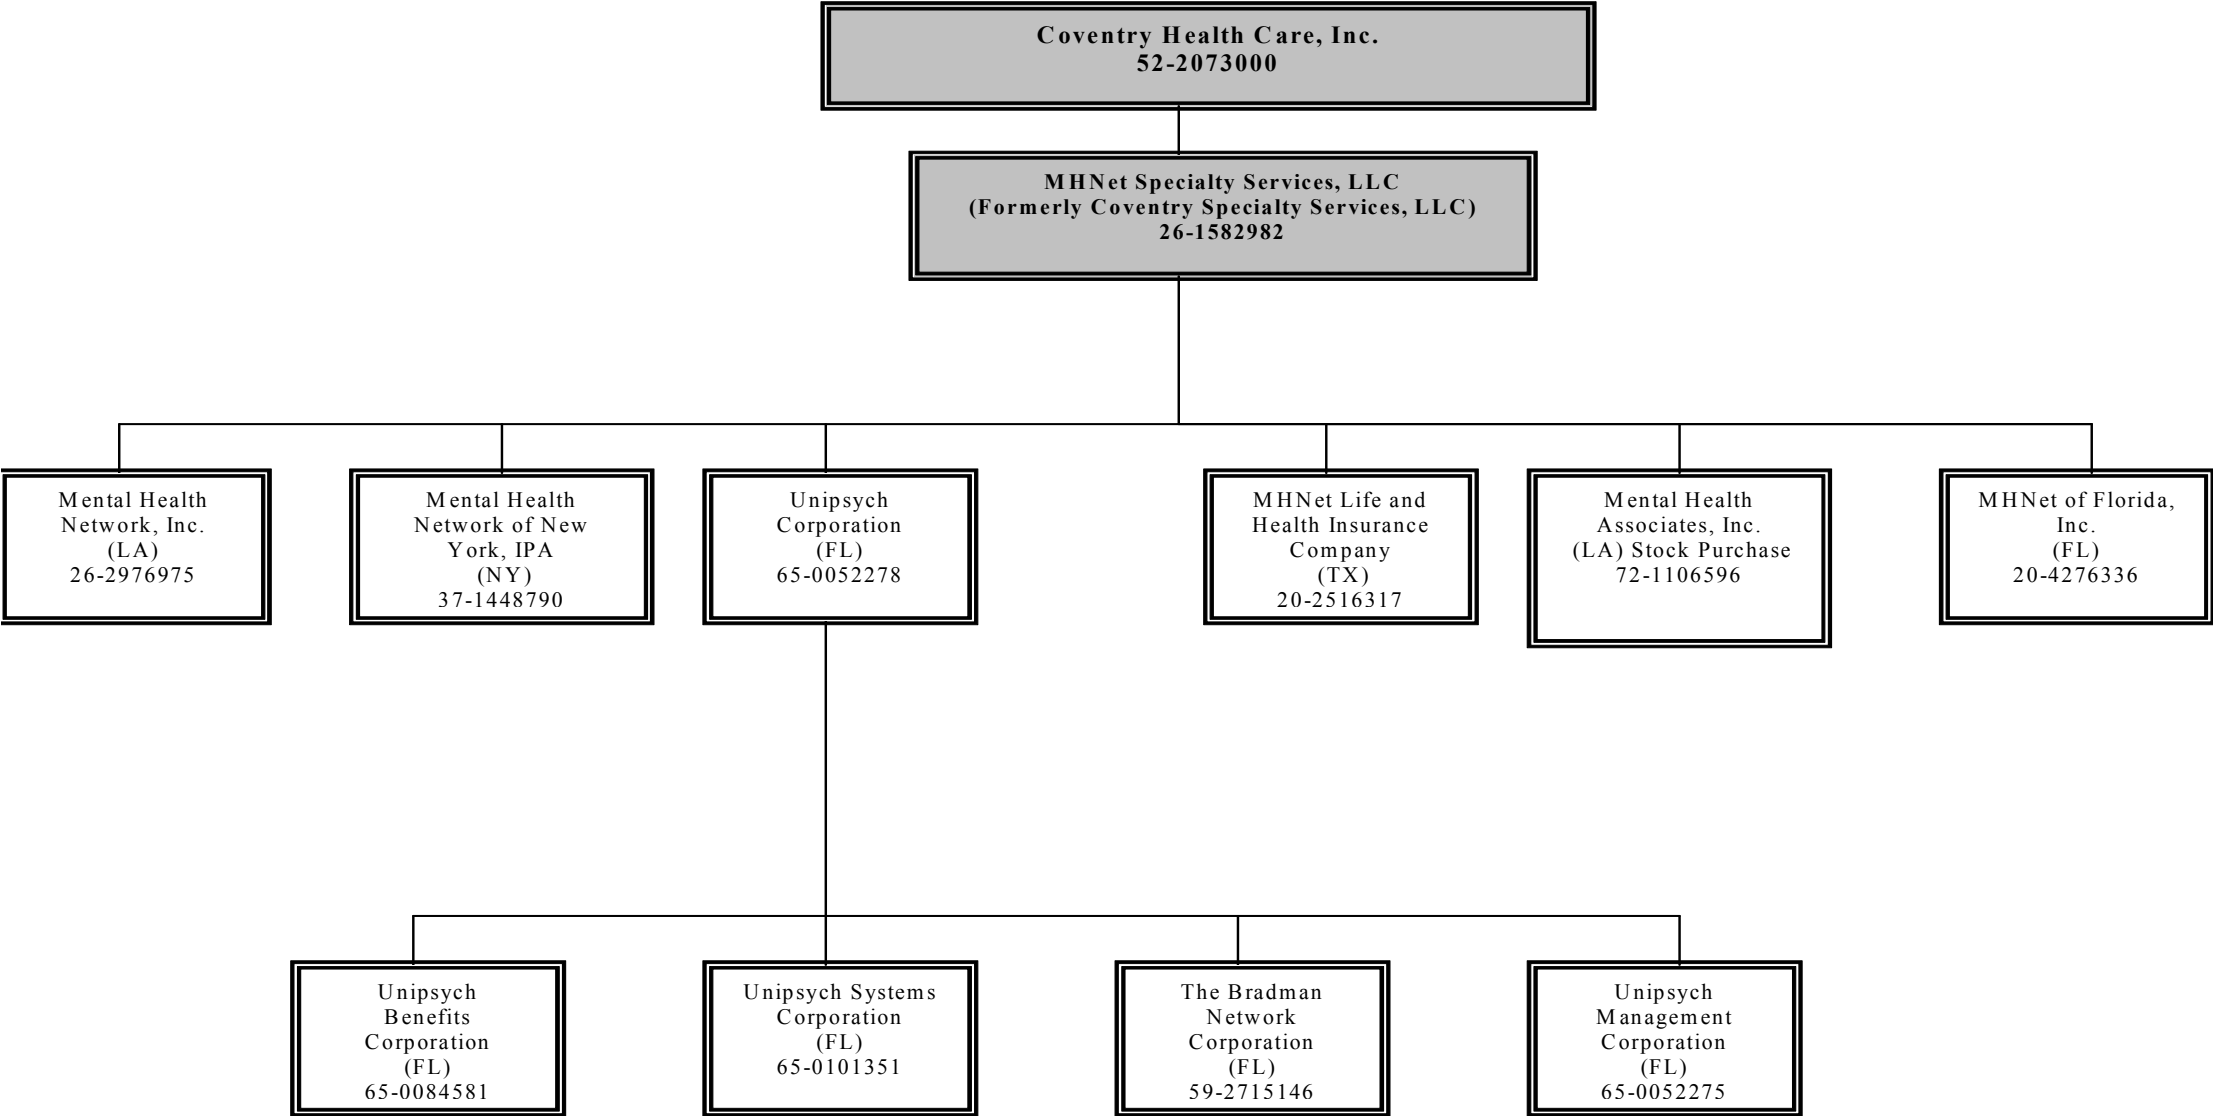 Coventry Health Care, Inc.
52-2073000
MHNet Specialty Services, LLC
(Formerly Coventry Specialty Services, LLC)
26-1582982
Mental Health
Network, Inc.
(LA)
26-2976975
Mental Health
Network of New
York, IPA
(NY)
37-1448790
Unipsych
Corporation
(FL)
65-0052278
MHNet Life and
Health Insurance
Company
(TX)
20-2516317
Mental Health
Associates, Inc.
(LA) Stock Purchase
72-1106596
MHNet of Florida,
Inc.
(FL)
20-4276336
Unipsych
Benefits
Corporation
(FL)
65-0084581
Unipsych Systems
Corporation
(FL)
65-0101351
The Bradman
Network
Corporation
(FL)
59-2715146
Unipsych
Management
Corporation
(FL)
65-0052275